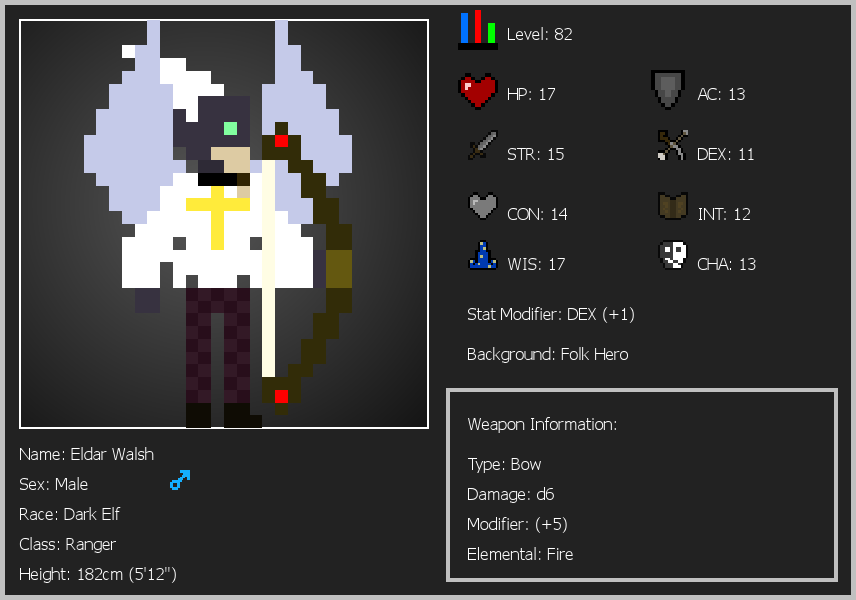 Level: 82
HP: 17
AC: 13
STR: 15
DEX: 11
CON: 14
INT: 12
WIS: 17
CHA: 13
Stat Modifier: DEX (+1)
Background: Folk Hero
Weapon Information:
Type: Bow
Damage: d6
Modifier: (+5)
Elemental: Fire
Name: Eldar Walsh
Sex: Male
Race: Dark Elf
Class: Ranger
Height: 182cm (5'12")